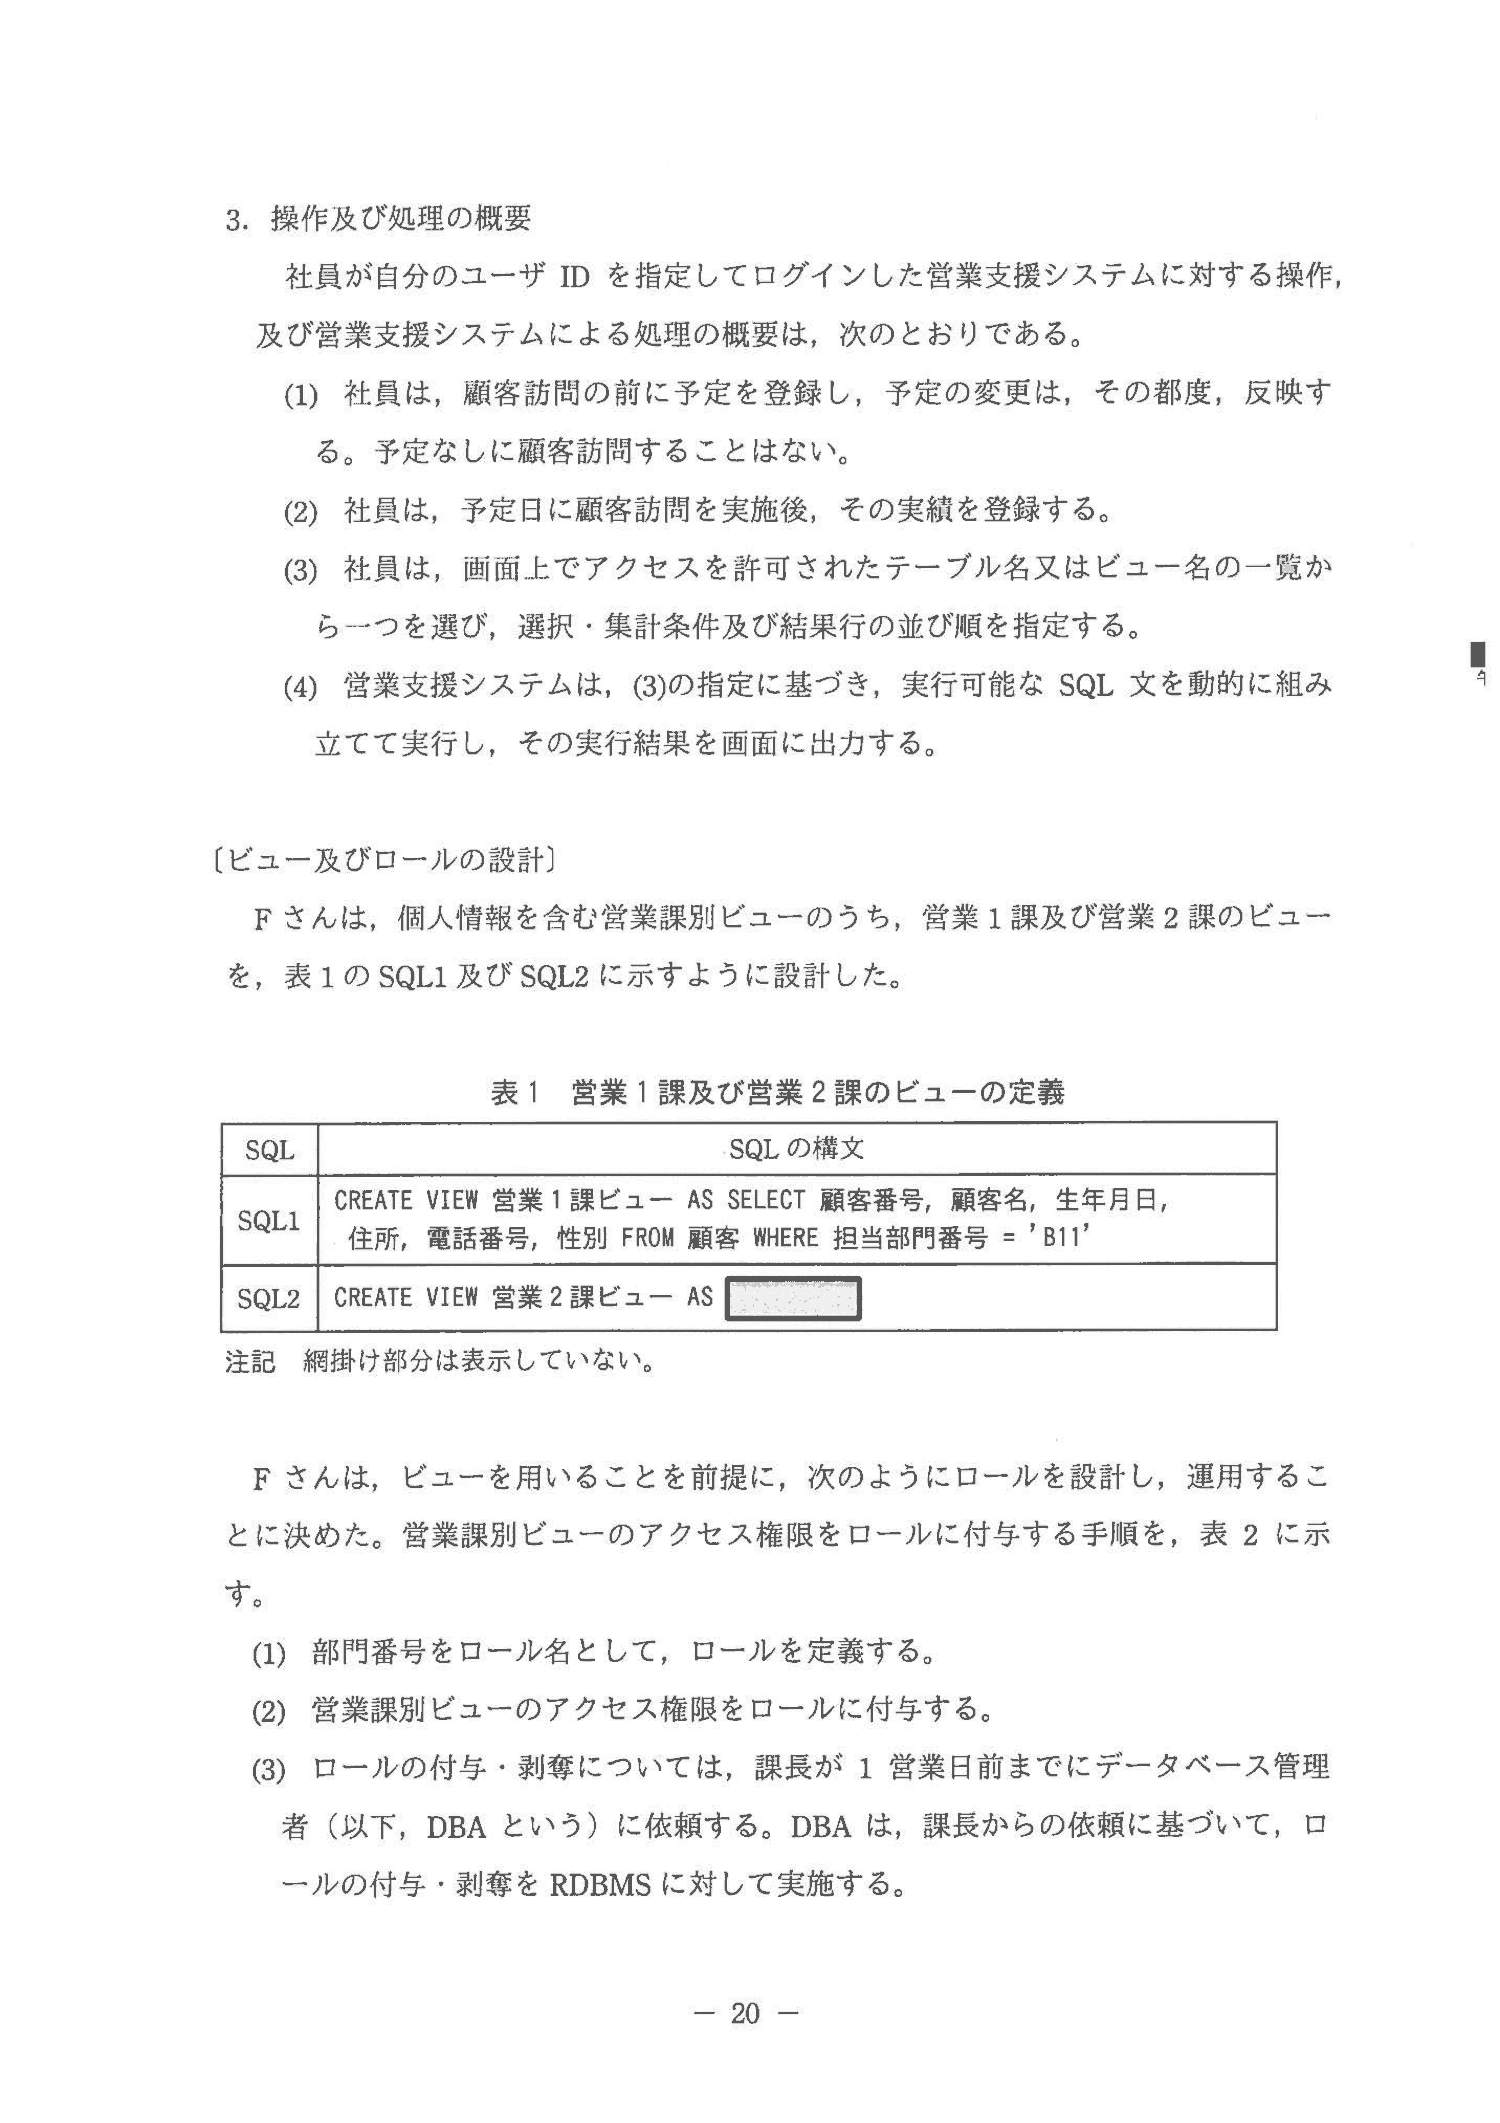 3. 操作及び処理の概要
社員が自分のユーザ ID を指定してログインした営業支援システムに対する操作,
及び営業支援システムによる処理の概要は，次のとおりである。
(1) 社員は，顧客訪問の前に予定を登録し，予定の変更は，その都度，反映す
る。予定なしに顧客訪問することはない。
(2) 社員は，予定日に顧客訪問を実施後，その実績を登録する。
(3) 社員は，画面上でアクセスを許可されたテーブル名又はビュー名の一覧か
ら一つを選び，選択・集計条件及び結果行の並び順を指定する。
(4) 営業支援システムは，(3)の指定に基づき，実行可能な SQL 文を動的に組み
立てて実行し，その実行結果を画面に出力する。
〔ビュー及びロールの設計〕
F さんは，個人情報を含む営業課別ビューのうち，営業 1 課及び営業 2 課のビュー
を，表 1 の SQL1 及び SQL2 に示すように設計した。
表 1 営業 1 課及び営業 2 課のビューの定義
SQL SQL の構文
SQL1 CREATE VIEW 営業 1 課ビュー AS SELECT 顧客番号, 顧客名, 生年月日,
住所, 電話番号, 性別 FROM 顧客 WHERE 担当部門番号 = 'B11'
SQL2 CREATE VIEW 営業 2 課ビュー AS
注記 網掛け部分は表示していない。
F さんは，ビューを用いることを前提に，次のようにロールを設計し，運用するこ
とに決めた。営業課別ビューのアクセス権限をロールに付与する手順を，表 2 に示
す。
(1) 部門番号をロール名として，ロールを定義する。
(2) 営業課別ビューのアクセス権限をロールに付与する。
(3) ロールの付与・剥奪については，課長が 1 営業日前までにデータベース管理
者（以下，DBA という）に依頼する。DBA は，課長からの依頼に基づいて，ロ
ールの付与・剥奪を RDBMS に対して実施する。
－ 20 －